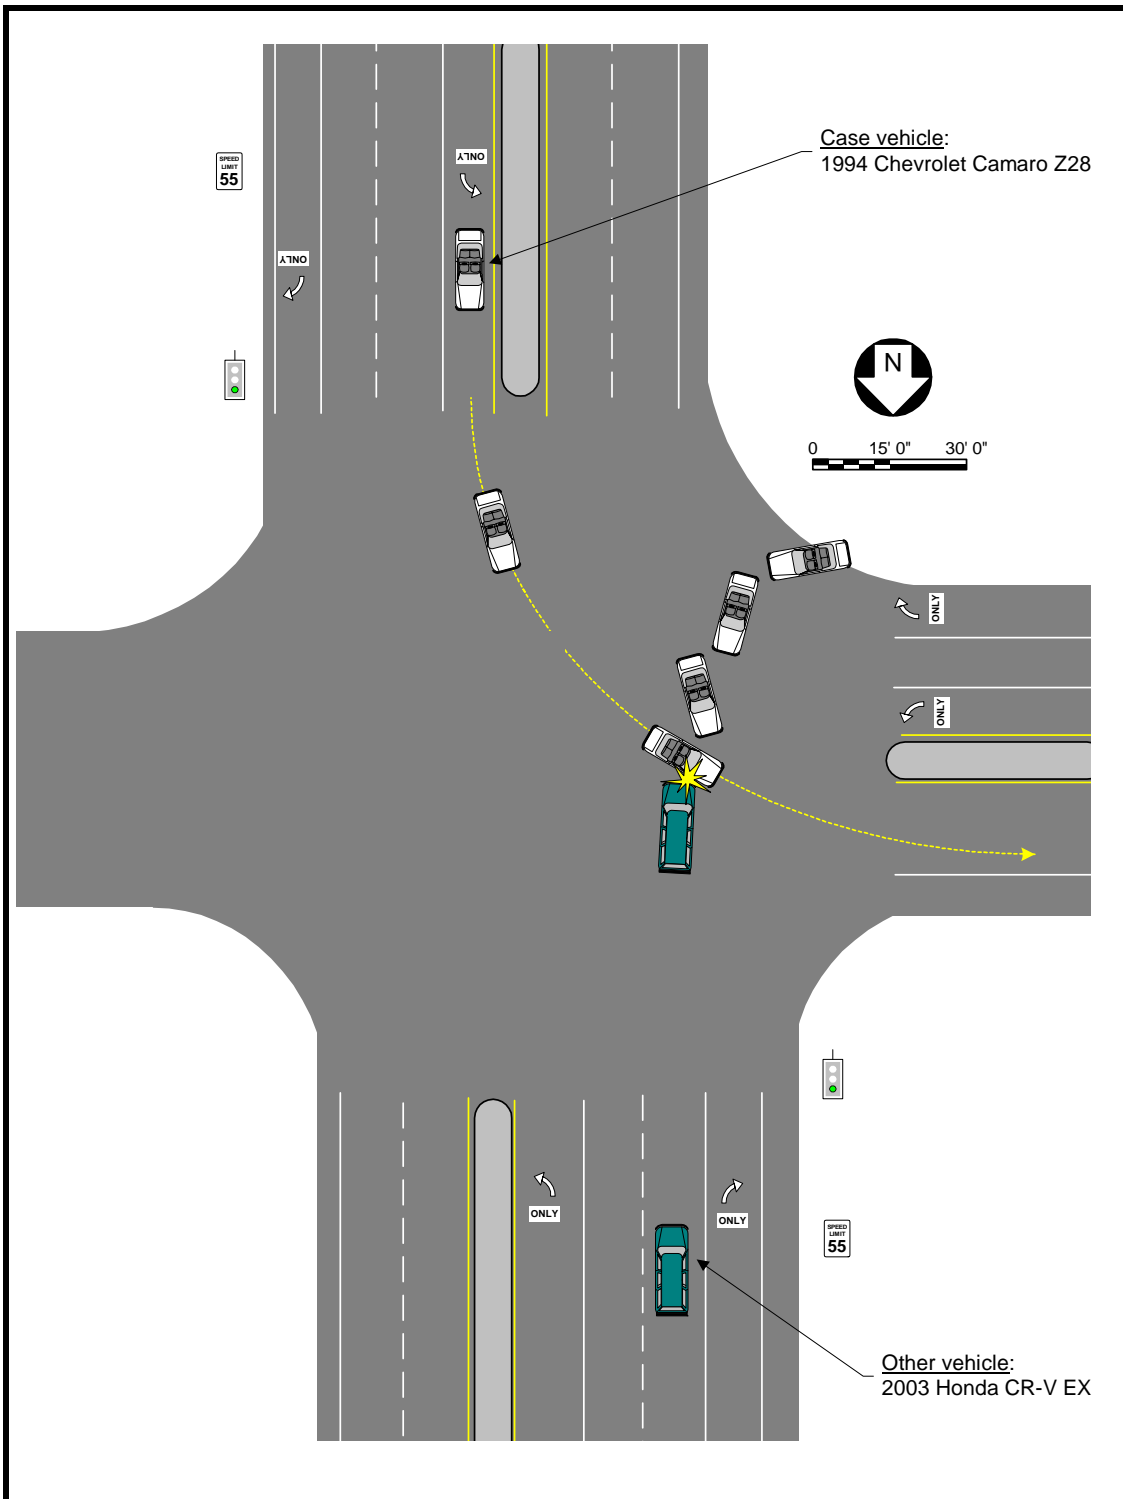 Case vehicle:
1994 Chevrolet Camaro Z28
SPEED
LIMIT
55
ONLY
ONLY
N
0 15' 0" 30' 0"
ONLY
ONLY
ONLY
ONLY
SPEED
LIMIT
55
Other vehicle:
2003 Honda CR-V EX